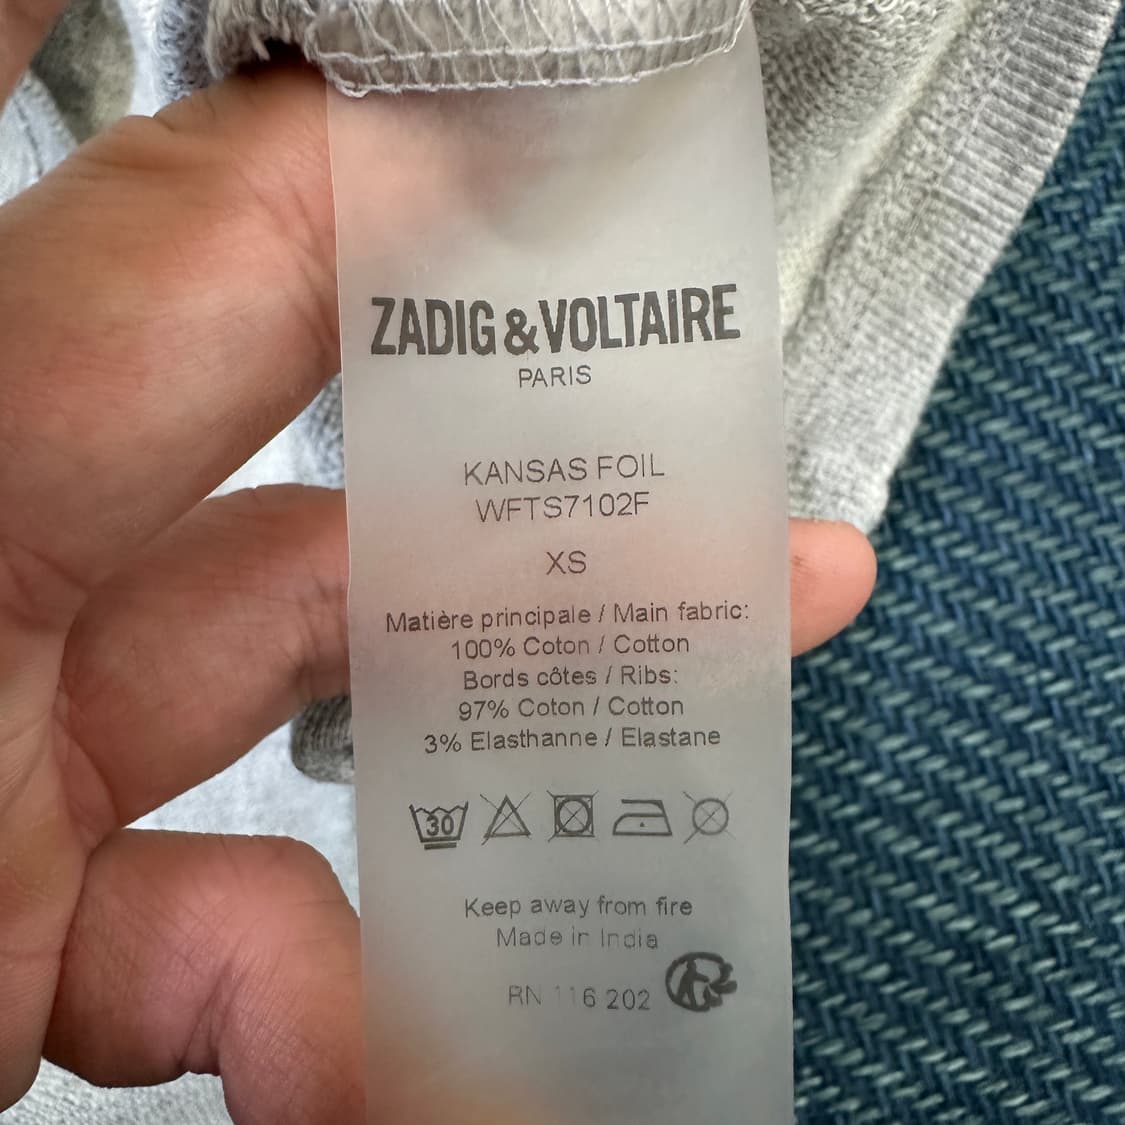 ZADIG & VOLTAIRE
PARIS
KANSAS FOIL
WFTS7102F
XS
Matière principale / Main fabric:
100% Coton / Cotton
Bords côtes / Ribs:
97% Coton / Cotton
3% Elasthanne / Elastane
30
Keep away from fire
Made in India
RN 116 202